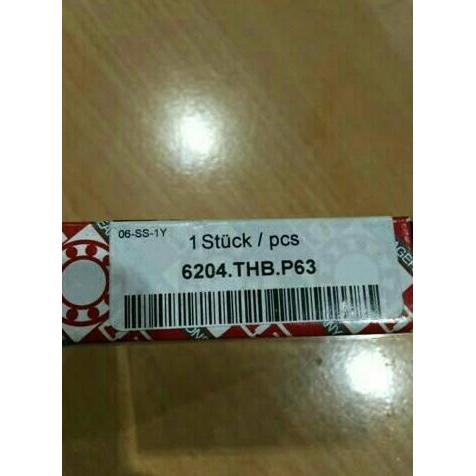 06-SS-1Y
1 Stück / pcs
6204.THB.P63